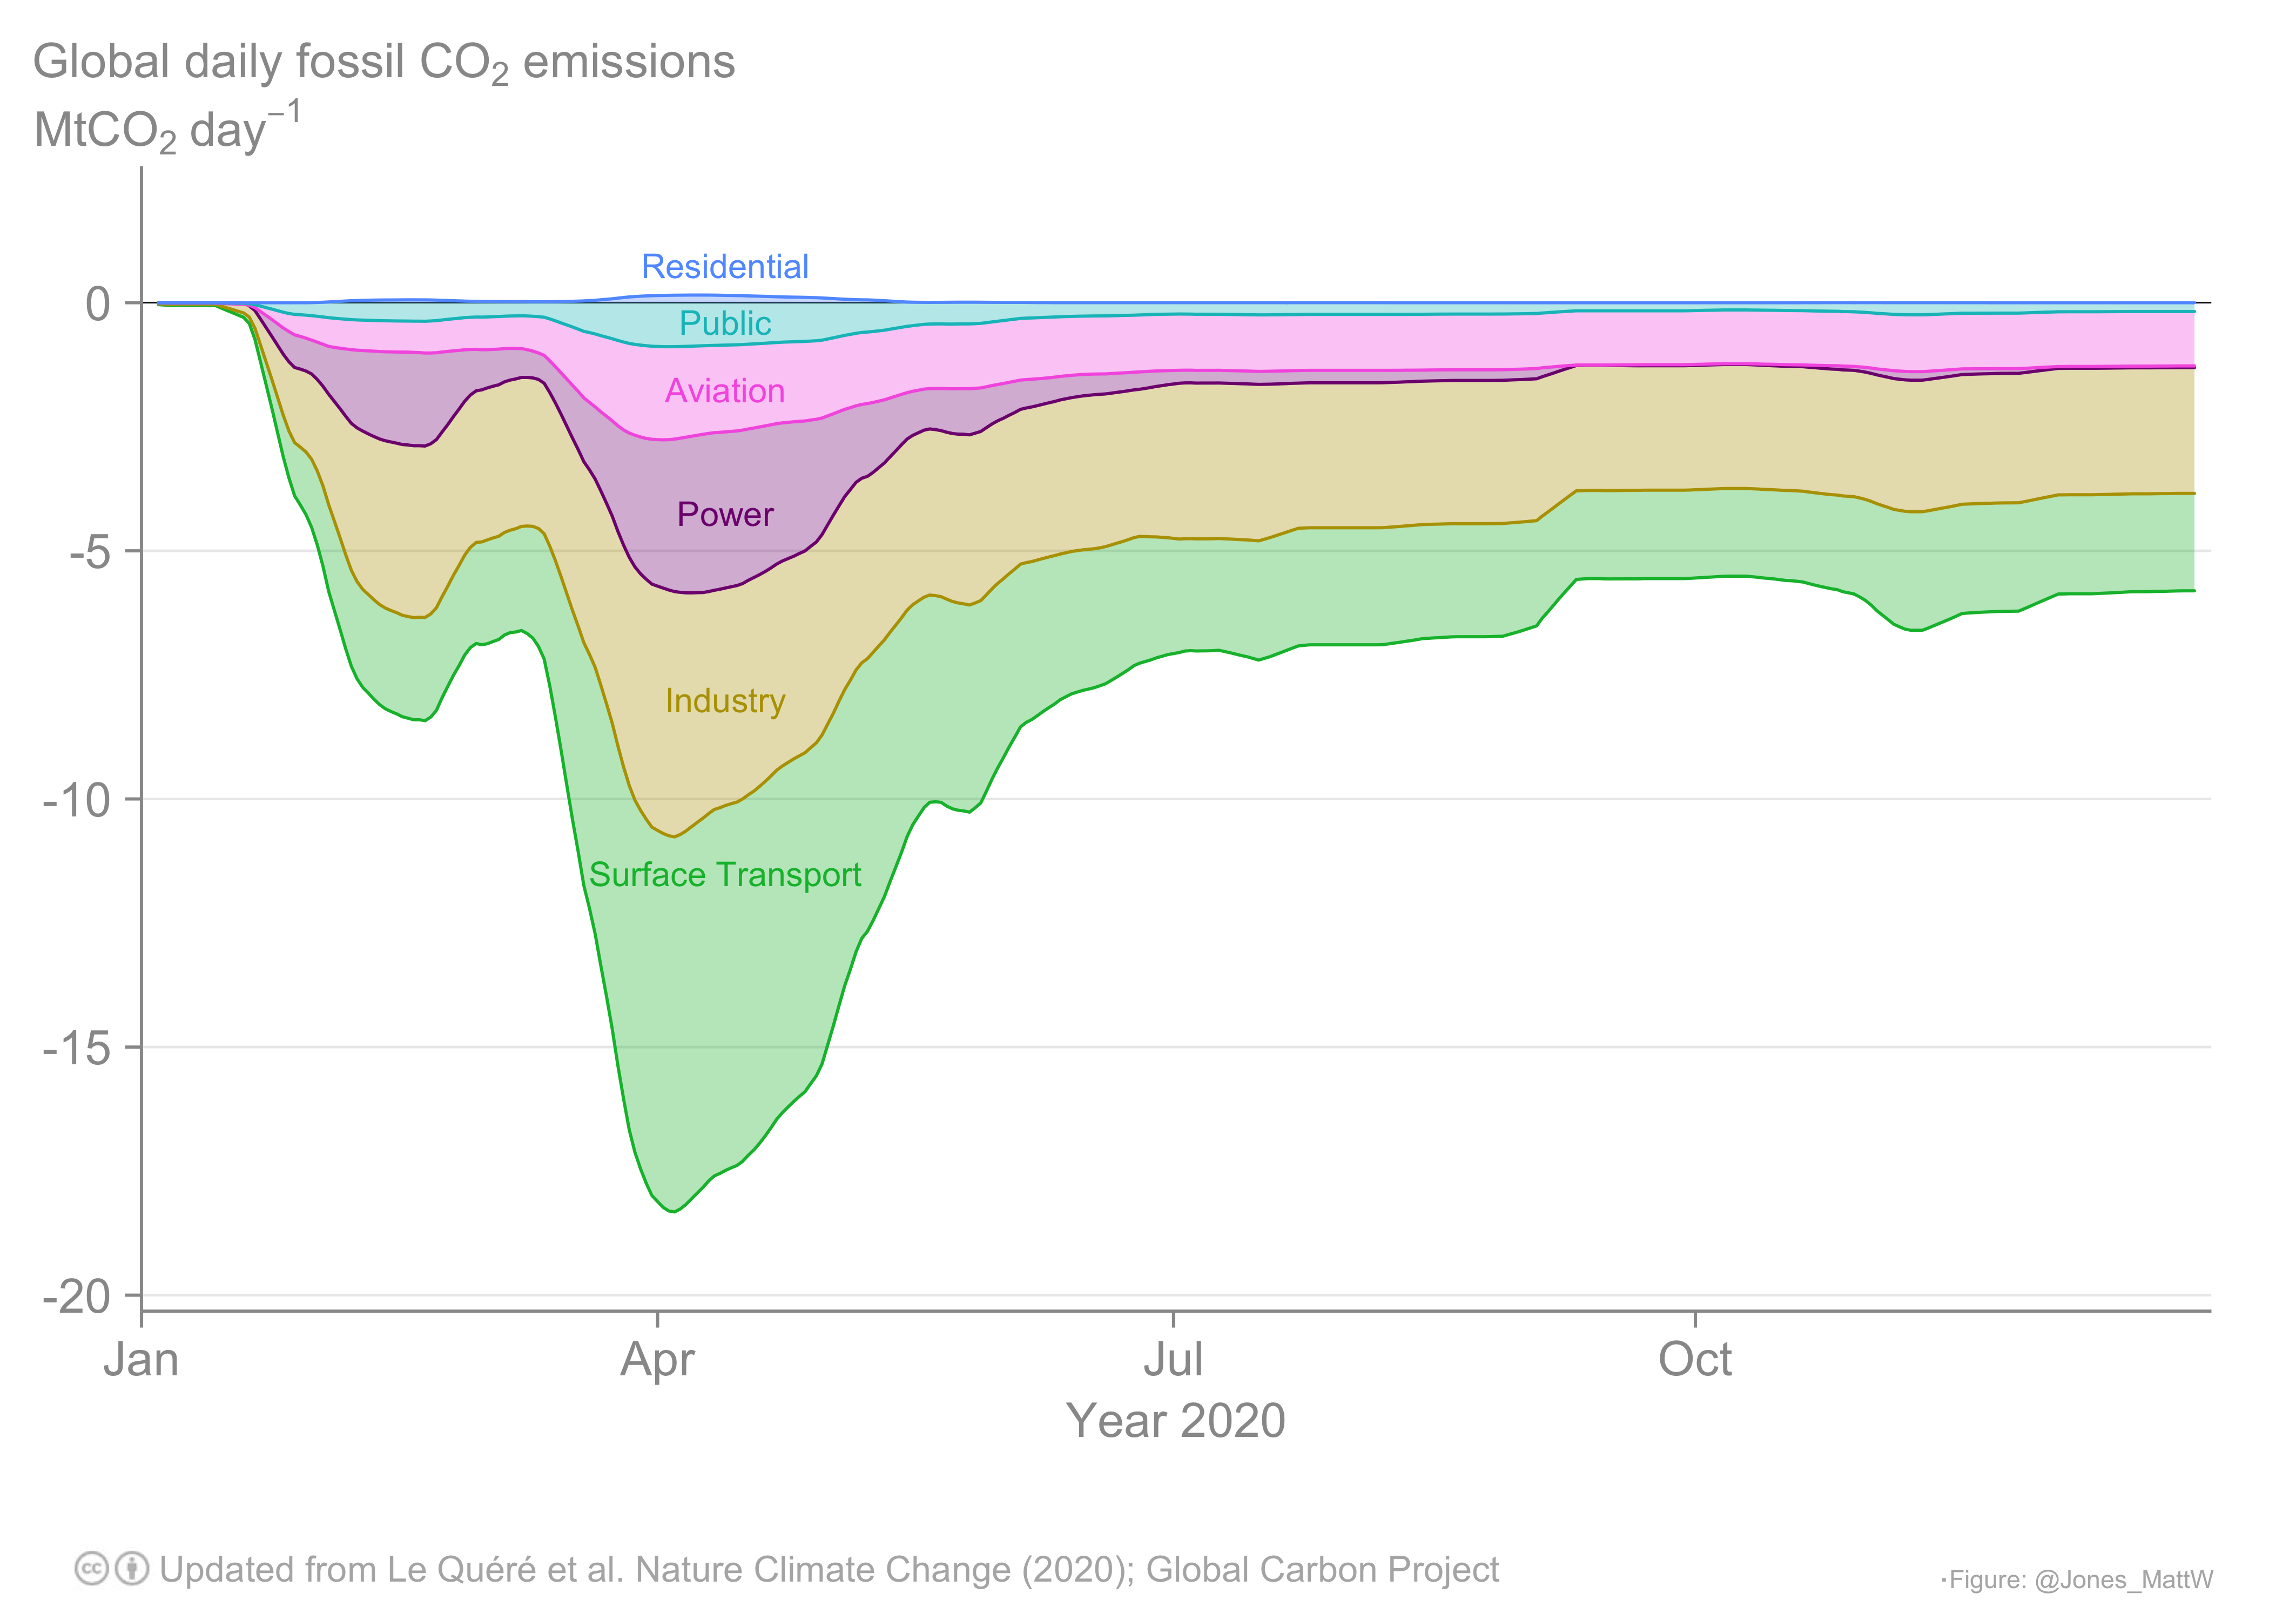 Global daily fossil CO₂ emissions
MtCO₂ day⁻¹
Residential
0
Public
Aviation
Power
-5
Industry
-10
Surface Transport
-15
-20
Jan Apr Jul Oct
Year 2020
Updated from Le Quéré et al. Nature Climate Change (2020); Global Carbon Project
Figure: @Jones_MattW